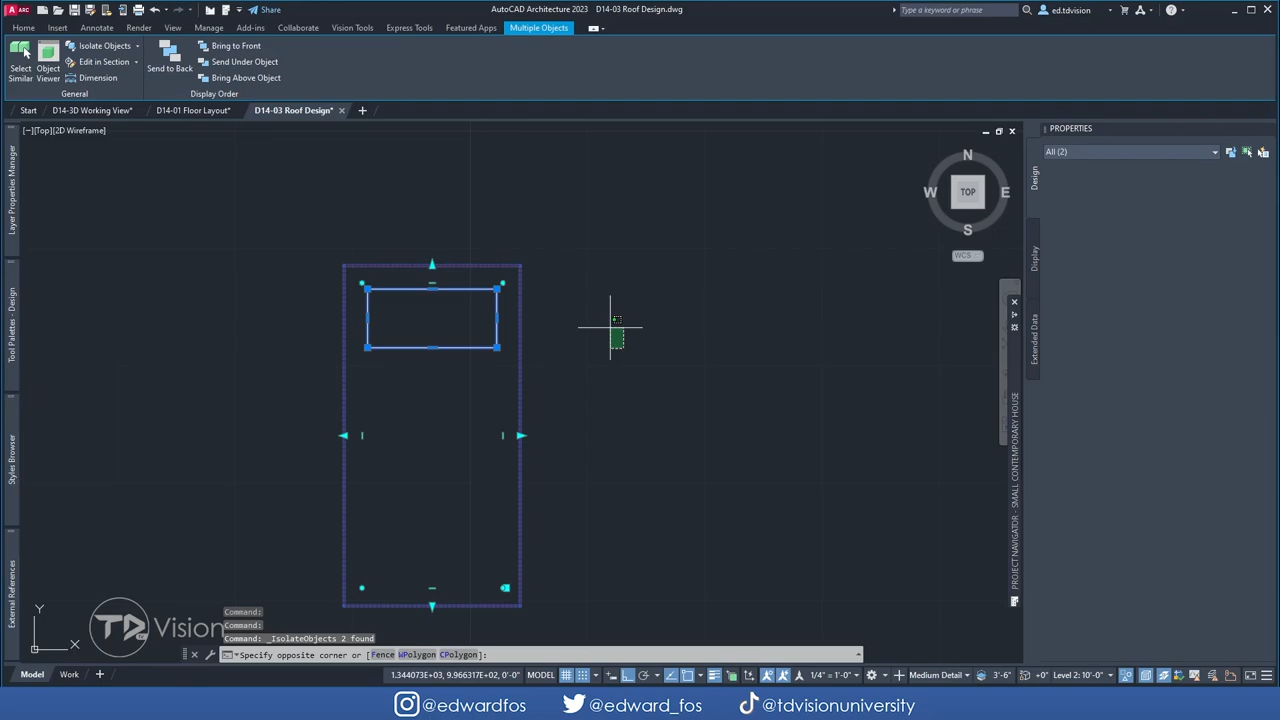 ARC
Share
AutoCAD Architecture 2023 D14-03 Roof Design.dwg
Type a keyword or phrase
ed.tdvision
Home Insert Annotate Render View Manage Add-ins Collaborate Vision Tools Express Tools Featured Apps Multiple Objects
Select Similar
Object Viewer
Isolate Objects
Edit in Section
Dimension
General
Send to Back
Bring to Front
Send Under Object
Bring Above Object
Display Order
Start D14-3D Working View* D14-01 Floor Layout* D14-03 Roof Design*
[−][Top][2D Wireframe]
PROPERTIES
All (2)
Design
Display
Extended Data
N
W TOP E
S
WCS
Layer Properties Manager
Tool Palettes - Design
Styles Browser
External References
PROJECT NAVIGATOR - SMALL CONTEMPORARY HOUSE
Y
X
TD Vision
Command:
Command:
Command: _IsolateObjects 2 found
Specify opposite corner or [Fence WPolygon CPolygon]:
Model Work
1.344073E+03, 9.966317E+02, 0'-0" MODEL 1/4" = 1'-0" Medium Detail 3'-6" +0" Level 2: 10'-0"
@edwardfos @edward_fos @tdvisionuniversity